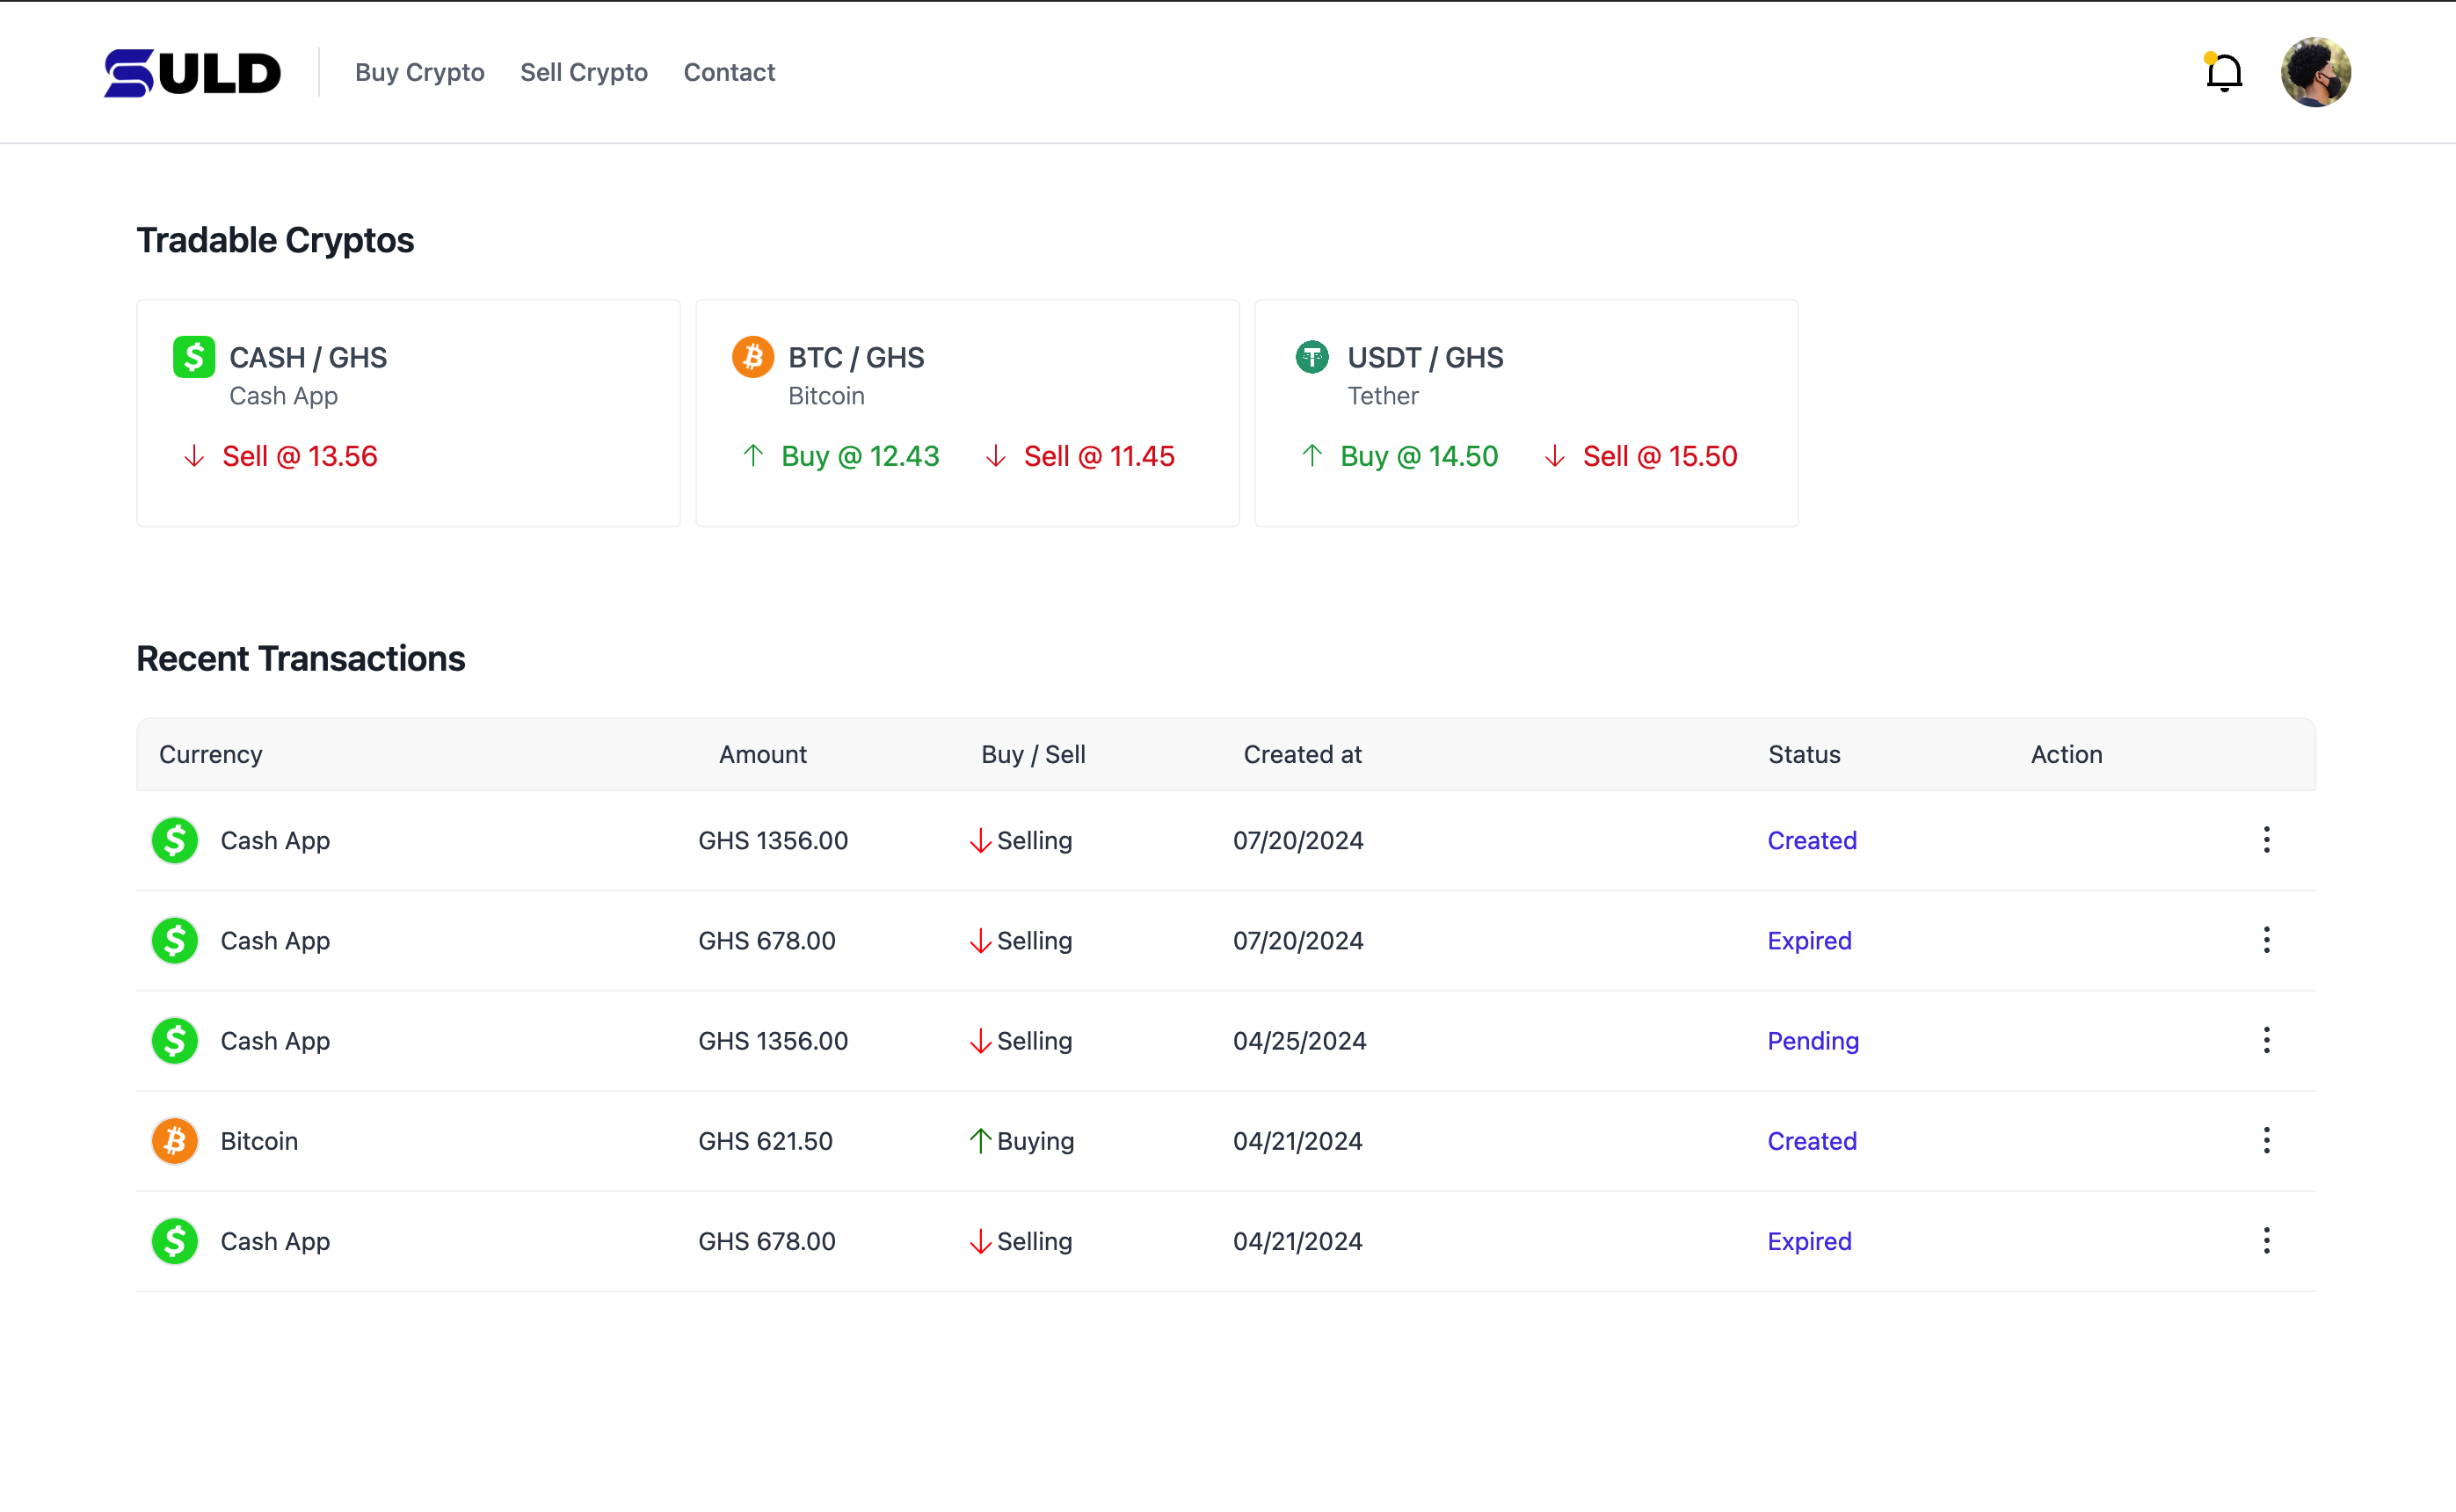 SULD
Buy Crypto Sell Crypto Contact
Tradable Cryptos
CASH / GHS
Cash App
Sell @ 13.56
BTC / GHS
Bitcoin
Buy @ 12.43 Sell @ 11.45
USDT / GHS
Tether
Buy @ 14.50 Sell @ 15.50
Recent Transactions
Currency Amount Buy / Sell Created at Status Action
Cash App GHS 1356.00 Selling 07/20/2024 Created
Cash App GHS 678.00 Selling 07/20/2024 Expired
Cash App GHS 1356.00 Selling 04/25/2024 Pending
Bitcoin GHS 621.50 Buying 04/21/2024 Created
Cash App GHS 678.00 Selling 04/21/2024 Expired